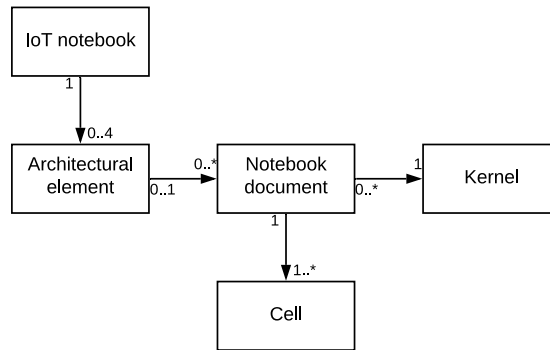 IoT notebook
1
0..4
Architectural
element
0..1
0..*
Notebook
document
0..*
1
Kernel
1
1..*
Cell